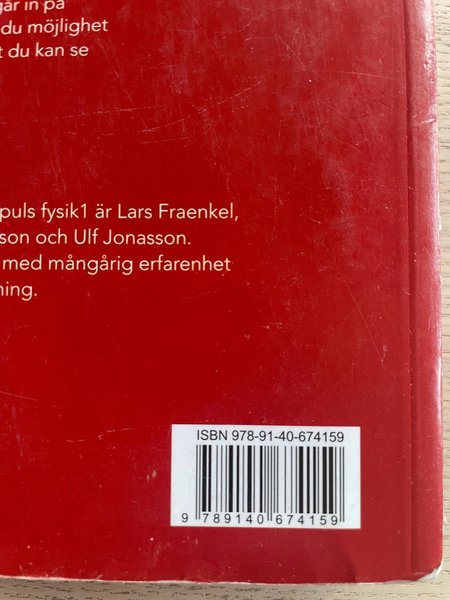 går in på
du möjlighet
t du kan se
puls fysik1 är Lars Fraenkel,
son och Ulf Jonasson.
med mångårig erfarenhet
ning.
ISBN 978-91-40-674159
9 789140 674159